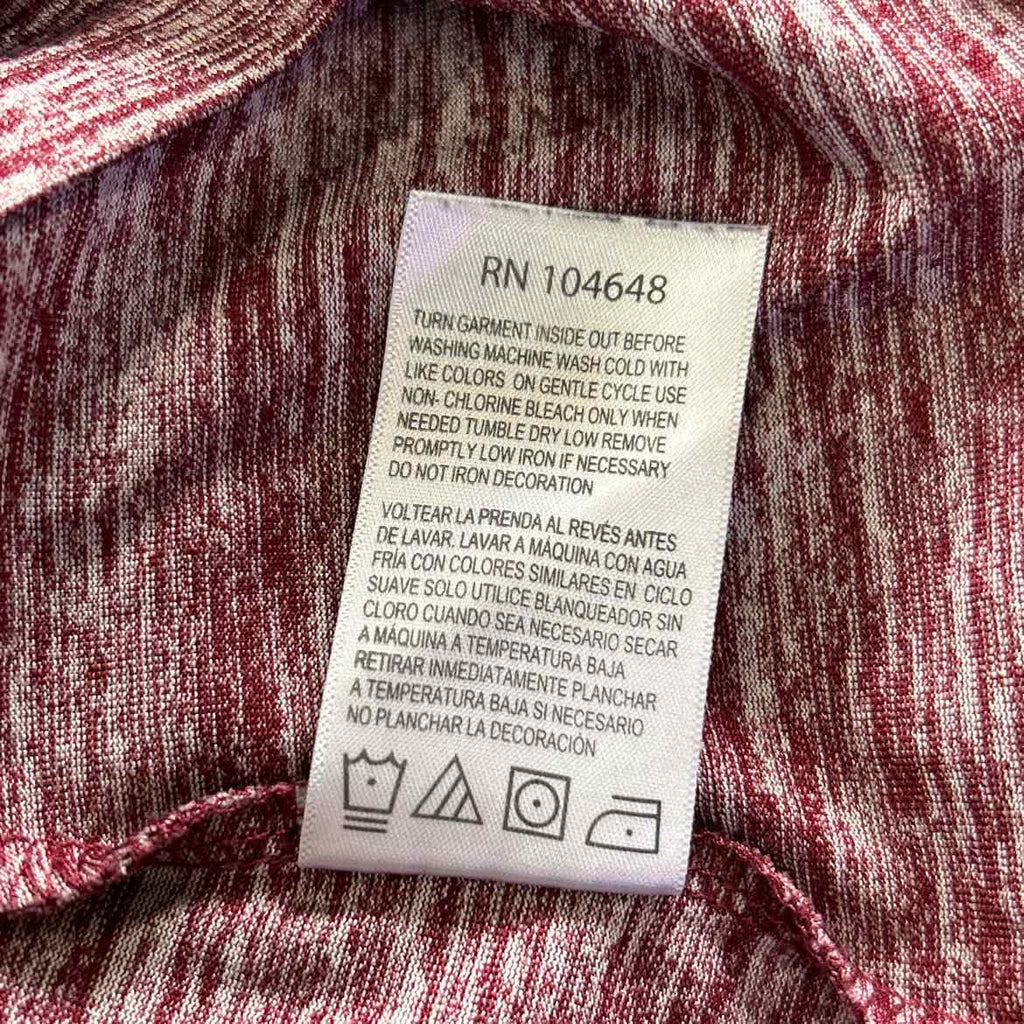 RN 104648
TURN GARMENT INSIDE OUT BEFORE
WASHING MACHINE WASH COLD WITH
LIKE COLORS ON GENTLE CYCLE USE
NON- CHLORINE BLEACH ONLY WHEN
NEEDED TUMBLE DRY LOW REMOVE
PROMPTLY LOW IRON IF NECESSARY
DO NOT IRON DECORATION
VOLTEAR LA PRENDA AL REVÉS ANTES
DE LAVAR. LAVAR A MÁQUINA CON AGUA
FRÍA CON COLORES SIMILARES EN CICLO
SUAVE SOLO UTILICE BLANQUEADOR SIN
CLORO CUANDO SEA NECESARIO SECAR
A MÁQUINA A TEMPERATURA BAJA
RETIRAR INMEDIATAMENTE PLANCHAR
A TEMPERATURA BAJA SI NECESARIO
NO PLANCHAR LA DECORACIÓN